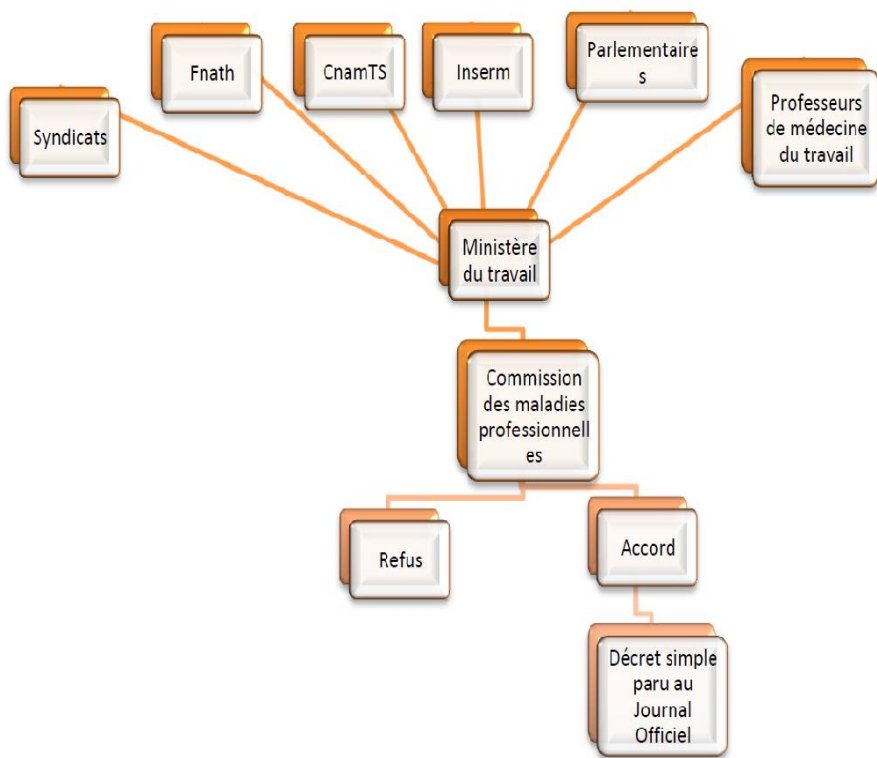 Syndicats
Fnath
CnamTS
Inserm
Parlementaire
s
Professeurs
de médecine
du travail
Ministère
du travail
Commission
des maladies
professionnell
es
Refus
Accord
Décret simple
paru au
Journal
Officiel